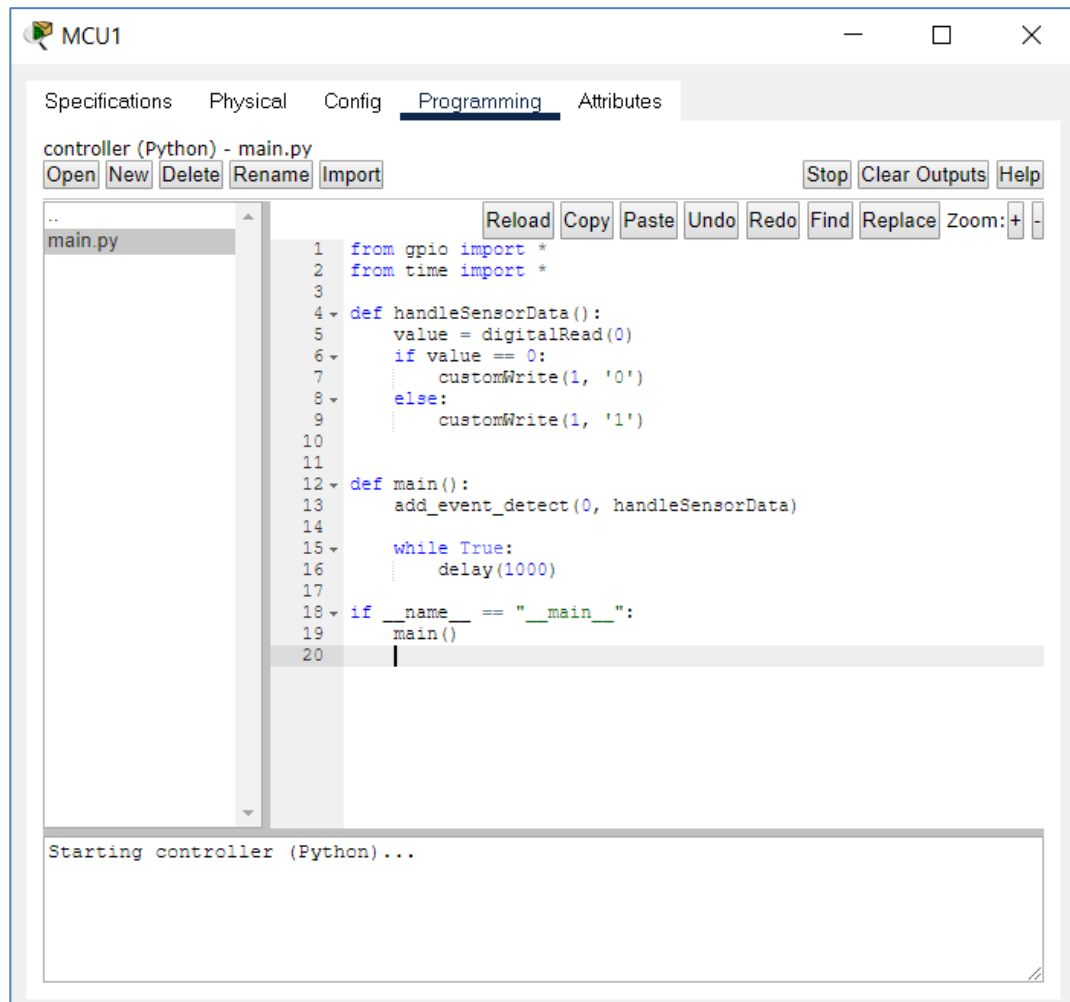 MCU1
Specifications Physical Config Programming Attributes
controller (Python) - main.py
Open New Delete Rename Import Stop Clear Outputs Help
..
main.py
Reload Copy Paste Undo Redo Find Replace Zoom: + -
1 from gpio import *
2 from time import *
3
4 def handleSensorData():
5     value = digitalRead(0)
6     if value == 0:
7         customWrite(1, '0')
8     else:
9         customWrite(1, '1')
10
11
12 def main():
13     add_event_detect(0, handleSensorData)
14
15     while True:
16         delay(1000)
17
18 if __name__ == "__main__":
19     main()
20
Starting controller (Python)...